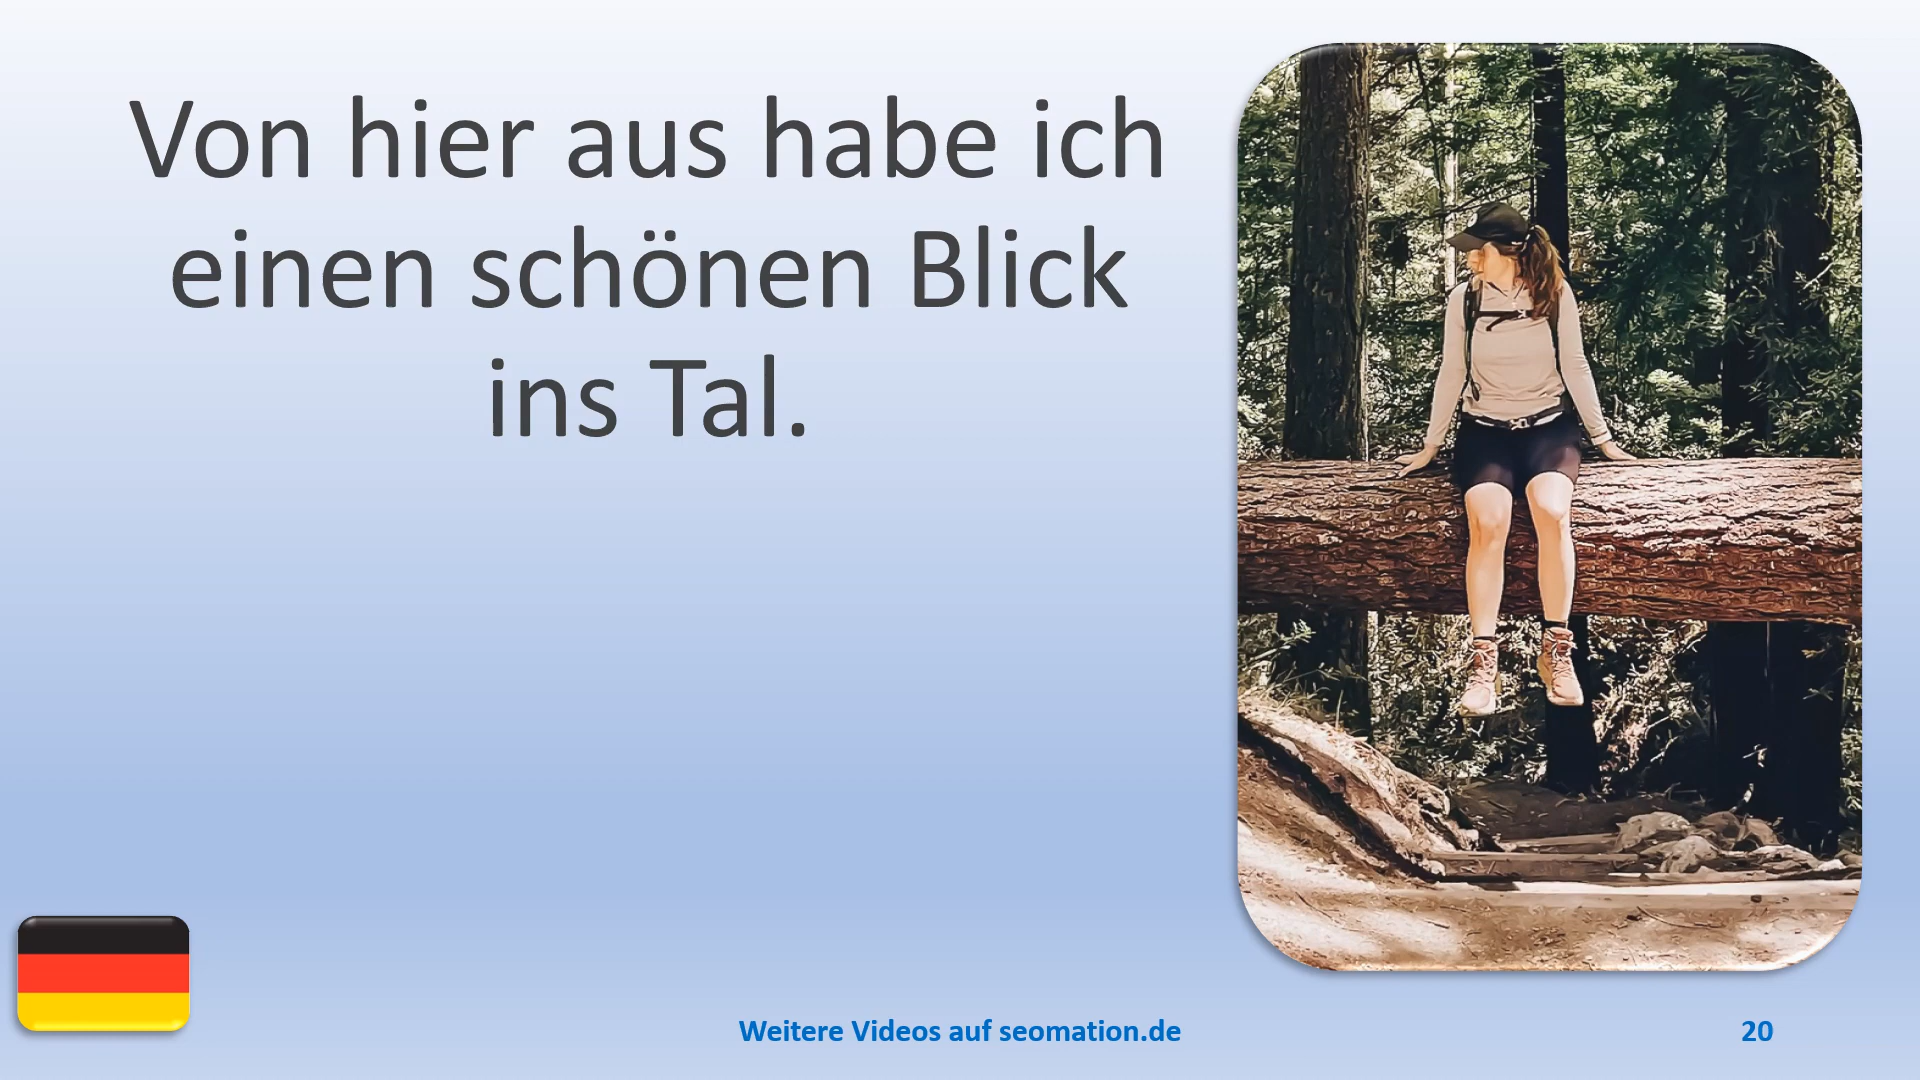 Von hier aus habe ich
einen schönen Blick
ins Tal.
Weitere Videos auf seomation.de
20